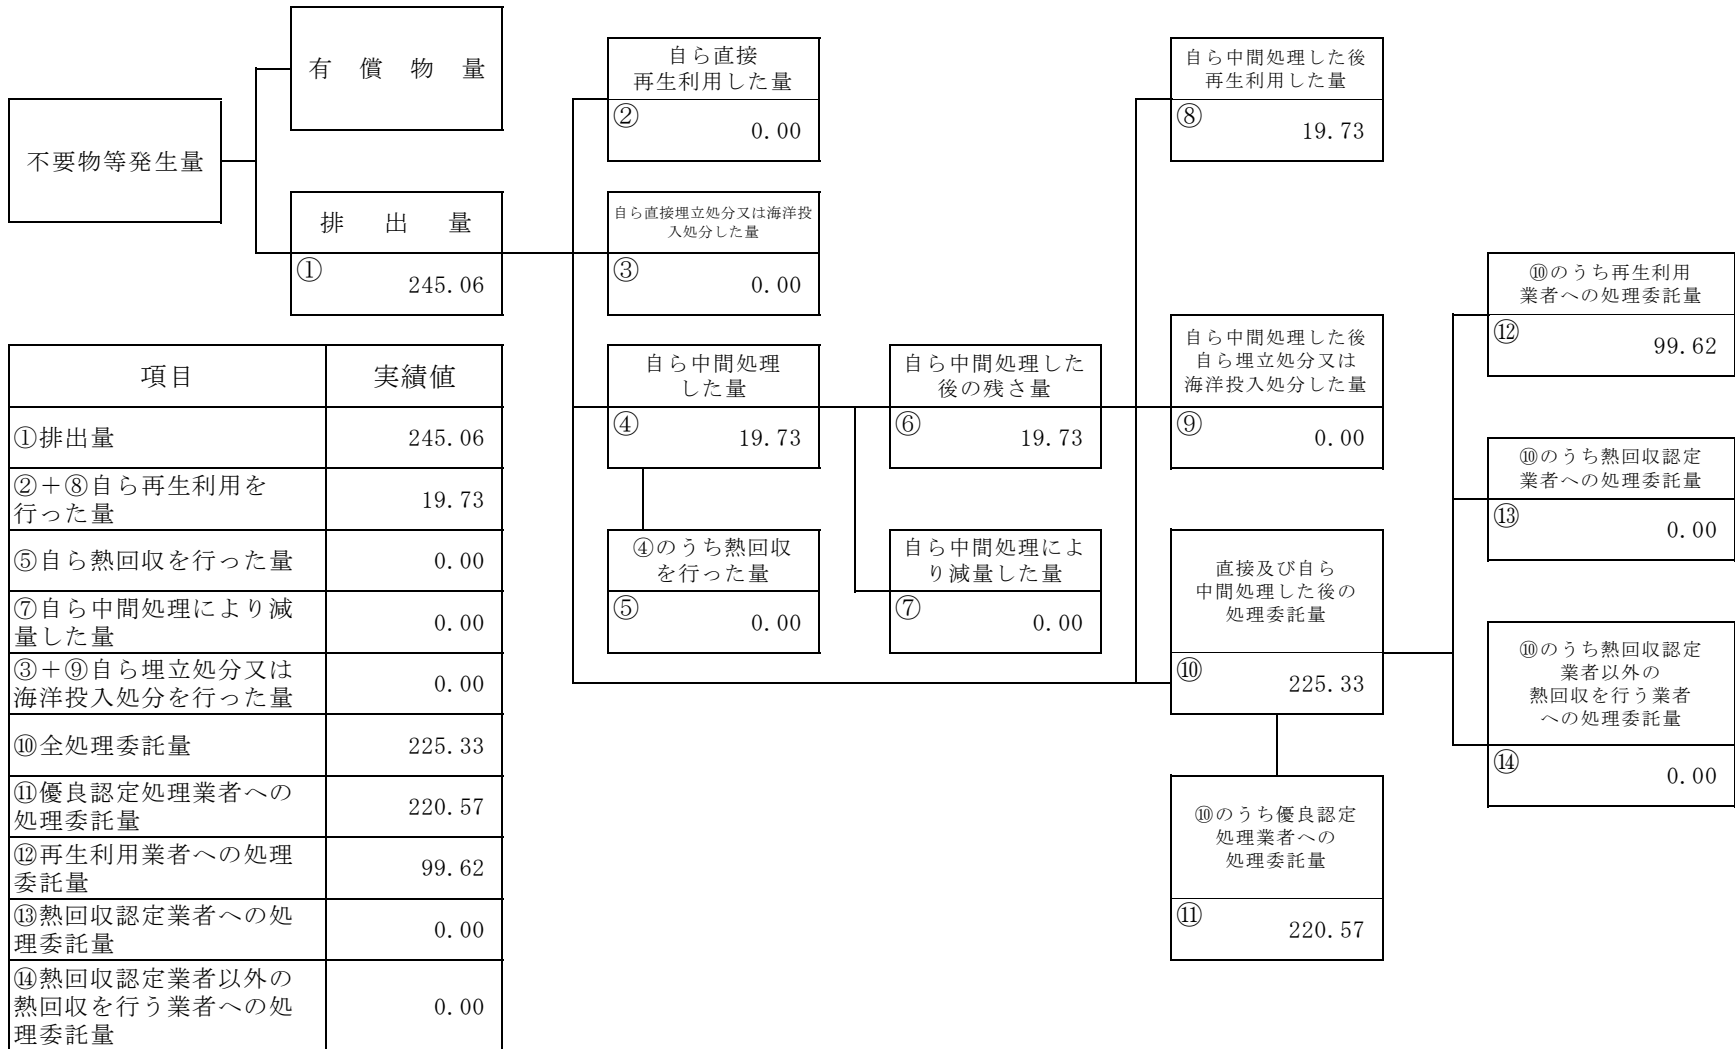 有償物量
不要物等発生量
排出量
①
245.06
自ら直接
再生利用した量
②
0.00
自ら直接埋立処分又は海洋投
入処分した量
③
0.00
自ら中間処理
した量
④
19.73
④のうち熱回収
を行った量
⑤
0.00
自ら中間処理した
後の残さ量
⑥
19.73
自ら中間処理によ
り減量した量
⑦
0.00
自ら中間処理した後
再生利用した量
⑧
19.73
自ら中間処理した後
自ら埋立処分又は
海洋投入処分した量
⑨
0.00
直接及び自ら
中間処理した後の
処理委託量
⑩
225.33
⑩のうち優良認定
処理業者への
処理委託量
⑪
220.57
⑩のうち再生利用
業者への処理委託量
⑫
99.62
⑩のうち熱回収認定
業者への処理委託量
⑬
0.00
⑩のうち熱回収認定
業者以外の
熱回収を行う業者
への処理委託量
⑭
0.00
項目 実績値
①排出量 245.06
②＋⑧自ら再生利用を
行った量 19.73
⑤自ら熱回収を行った量 0.00
⑦自ら中間処理により減
量した量 0.00
③＋⑨自ら埋立処分又は
海洋投入処分を行った量 0.00
⑩全処理委託量 225.33
⑪優良認定処理業者への
処理委託量 220.57
⑫再生利用業者への処理
委託量 99.62
⑬熱回収認定業者への処
理委託量 0.00
⑭熱回収認定業者以外の
熱回収を行う業者への処
理委託量 0.00